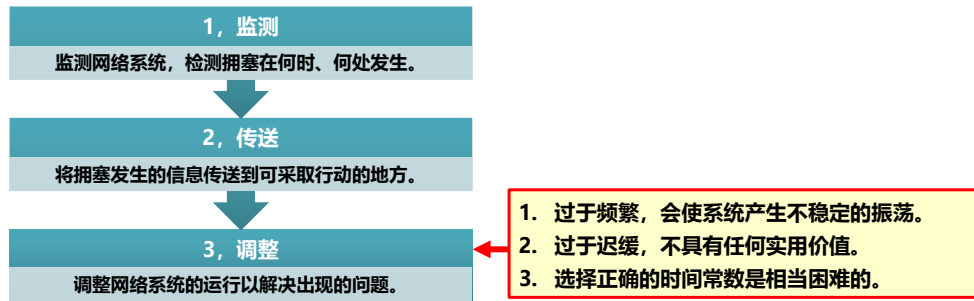 1，监测
监测网络系统，检测拥塞在何时、何处发生。
2，传送
将拥塞发生的信息传送到可采取行动的地方。
3，调整
调整网络系统的运行以解决出现的问题。
1. 过于频繁，会使系统产生不稳定的振荡。
2. 过于迟缓，不具有任何实用价值。
3. 选择正确的时间常数是相当困难的。